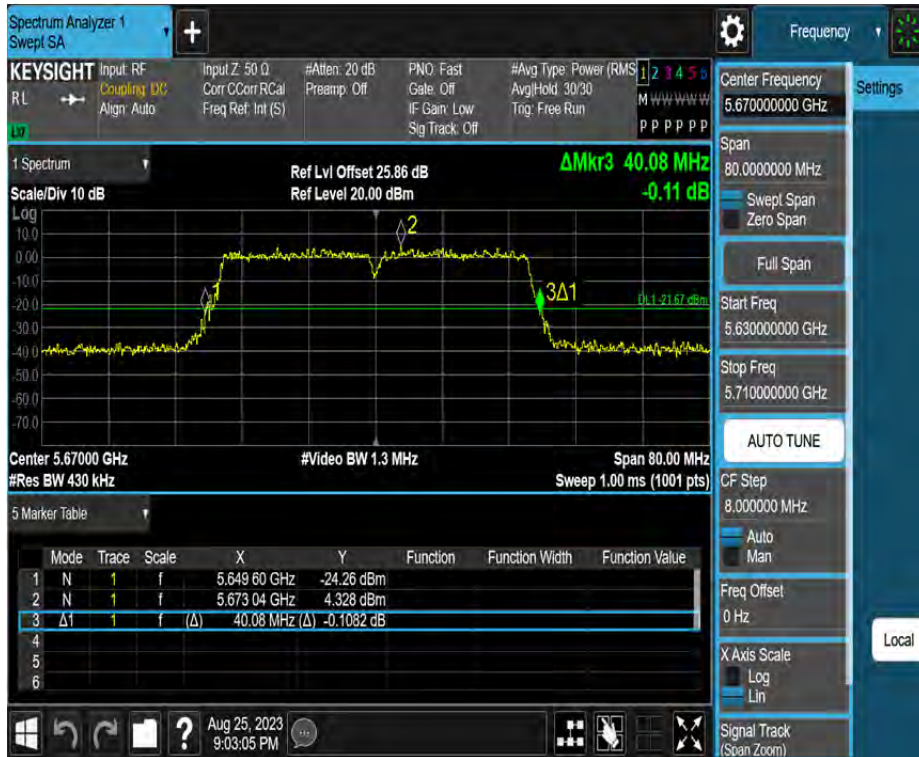 Spectrum Analyzer 1
Swept SA
+
Frequency
KEYSIGHT
RL
Input: RF
Coupling: DC
Align: Auto
Input Z: 50 Ω
Corr CCorr RCal
Freq Ref: Int (S)
#Atten: 20 dB
Preamp: Off
PNO: Fast
Gate: Off
IF Gain: Low
Sig Track: Off
#Avg Type: Power (RMS
Avg|Hold: 30/30
Trig: Free Run
1 2 3 4 5 6
M W W W W W
P P P P P P
1 Spectrum
Scale/Div 10 dB
Ref Lvl Offset 25.86 dB
Ref Level 20.00 dBm
ΔMkr3 40.08 MHz
-0.11 dB
Log
10.0
0.00
-10.0
-20.0
-30.0
-40.0
-50.0
-60.0
-70.0
1
2
3Δ1
DL1 -21.67 dBm
Center 5.67000 GHz
#Res BW 430 kHz
#Video BW 1.3 MHz
Span 80.00 MHz
Sweep 1.00 ms (1001 pts)
5 Marker Table
Mode Trace Scale X Y Function Function Width Function Value
1 N 1 f 5.649 60 GHz -24.26 dBm
2 N 1 f 5.673 04 GHz 4.328 dBm
3 Δ1 1 f (Δ) 40.08 MHz (Δ) -0.1082 dB
4
5
6
?
Aug 25, 2023
9:03:05 PM
Center Frequency
5.670000000 GHz
Span
80.0000000 MHz
Swept Span
Zero Span
Full Span
Start Freq
5.630000000 GHz
Stop Freq
5.710000000 GHz
AUTO TUNE
CF Step
8.000000 MHz
Auto
Man
Freq Offset
0 Hz
X Axis Scale
Log
Lin
Signal Track
(Span Zoom)
Settings
Local